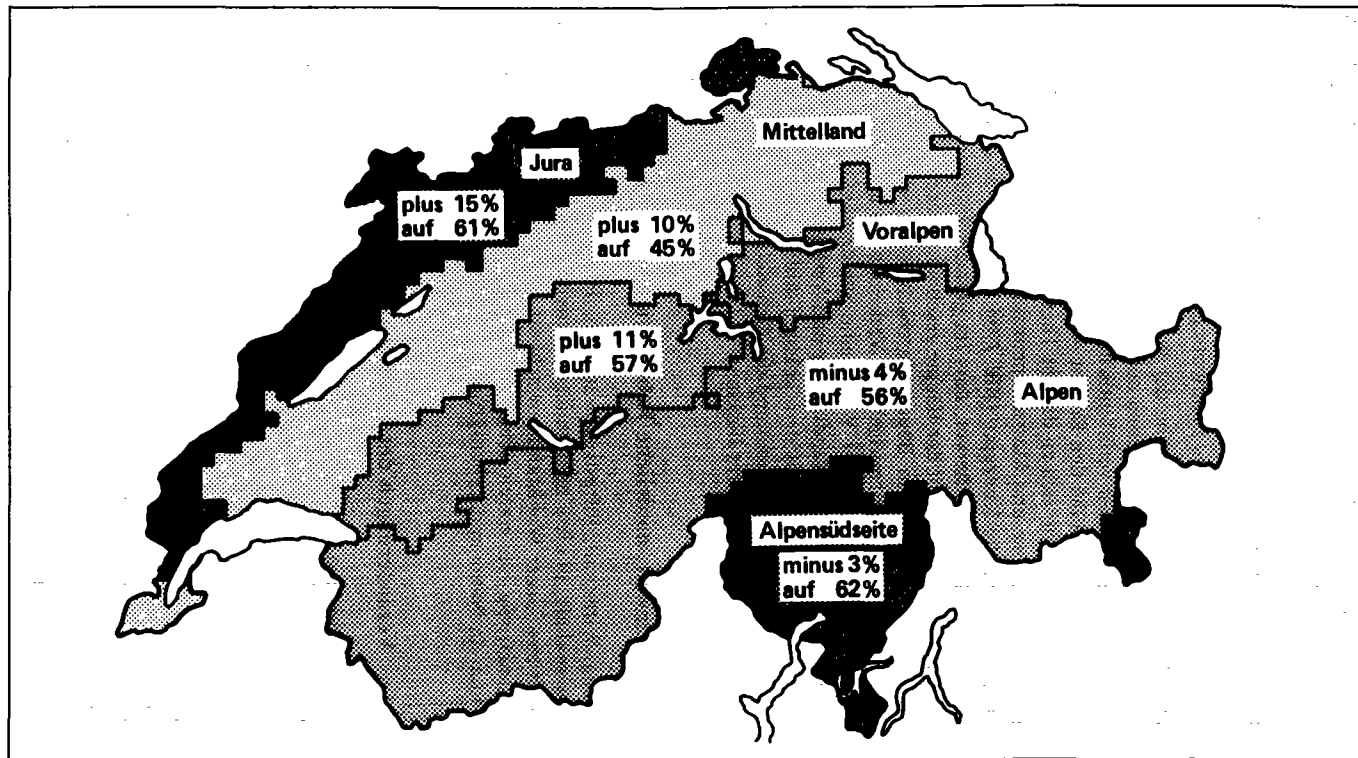 Mittelland
Jura
plus 15%
auf 61%
plus 10%
auf 45%
Voralpen
plus 11%
auf 57%
minus 4%
auf 56%
Alpen
Alpensüdseite
minus 3%
auf 62%